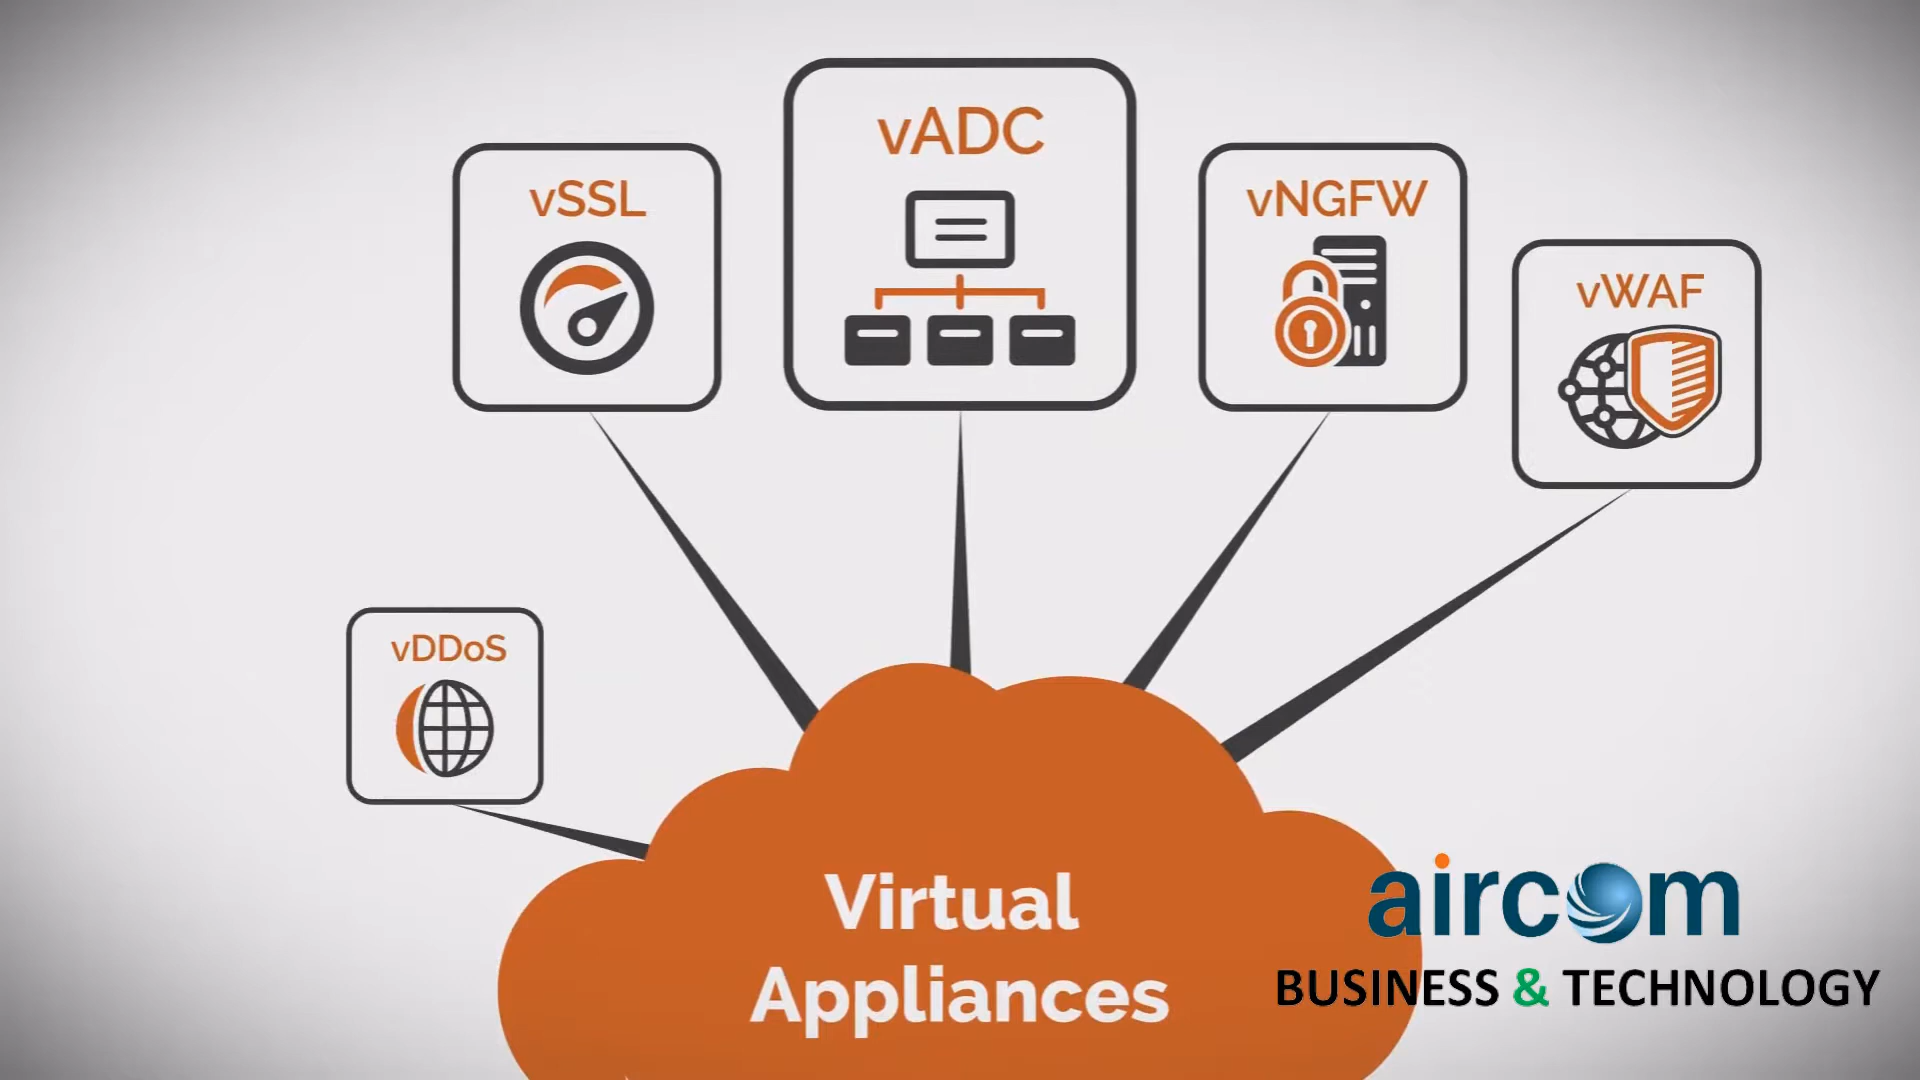 vADC
vSSL
vNGFW
vWAF
vDDoS
Virtual
Appliances
aircom
BUSINESS & TECHNOLOGY